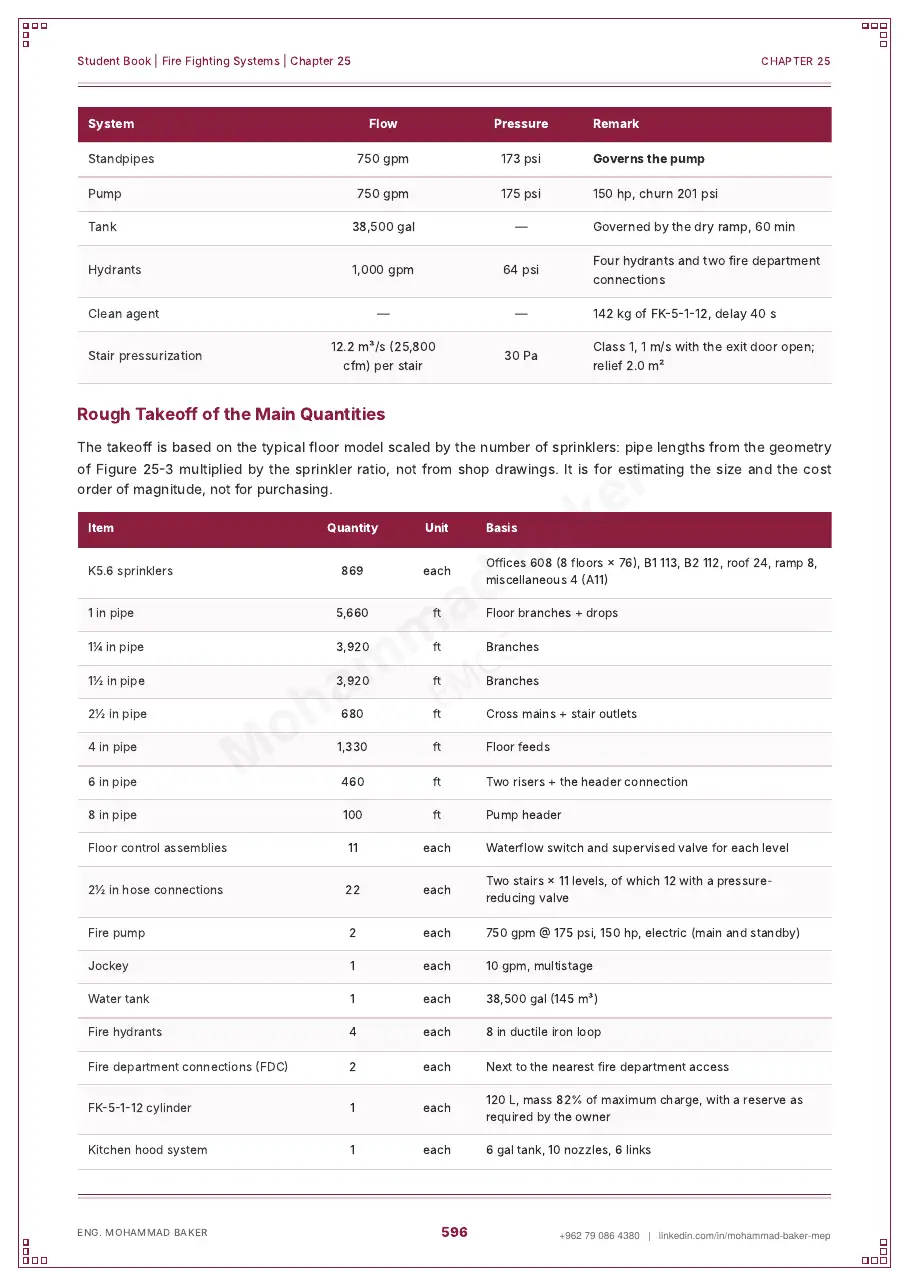 Student Book | Fire Fighting Systems | Chapter 25
CHAPTER 25
System Flow Pressure Remark
Standpipes 750 gpm 173 psi Governs the pump
Pump 750 gpm 175 psi 150 hp, churn 201 psi
Tank 38,500 gal — Governed by the dry ramp, 60 min
Hydrants 1,000 gpm 64 psi Four hydrants and two fire department
connections
Clean agent — — 142 kg of FK-5-1-12, delay 40 s
Stair pressurization 12.2 m³/s (25,800
cfm) per stair 30 Pa Class 1, 1 m/s with the exit door open;
relief 2.0 m²
Rough Takeoff of the Main Quantities
The takeoff is based on the typical floor model scaled by the number of sprinklers: pipe lengths from the geometry
of Figure 25-3 multiplied by the sprinkler ratio, not from shop drawings. It is for estimating the size and the cost
order of magnitude, not for purchasing.
Item Quantity Unit Basis
K5.6 sprinklers 869 each Offices 608 (8 floors × 76), B1 113, B2 112, roof 24, ramp 8,
miscellaneous 4 (A11)
1 in pipe 5,660 ft Floor branches + drops
1¼ in pipe 3,920 ft Branches
1½ in pipe 3,920 ft Branches
2½ in pipe 680 ft Cross mains + stair outlets
4 in pipe 1,330 ft Floor feeds
6 in pipe 460 ft Two risers + the header connection
8 in pipe 100 ft Pump header
Floor control assemblies 11 each Waterflow switch and supervised valve for each level
2½ in hose connections 22 each Two stairs × 11 levels, of which 12 with a pressure-
reducing valve
Fire pump 2 each 750 gpm @ 175 psi, 150 hp, electric (main and standby)
Jockey 1 each 10 gpm, multistage
Water tank 1 each 38,500 gal (145 m³)
Fire hydrants 4 each 8 in ductile iron loop
Fire department connections (FDC) 2 each Next to the nearest fire department access
FK-5-1-12 cylinder 1 each 120 L, mass 82% of maximum charge, with a reserve as
required by the owner
Kitchen hood system 1 each 6 gal tank, 10 nozzles, 6 links
Mohammad Baker
ENG. MOHAMMAD BAKER
596
+962 79 086 4380 | linkedin.com/in/mohammad-baker-mep